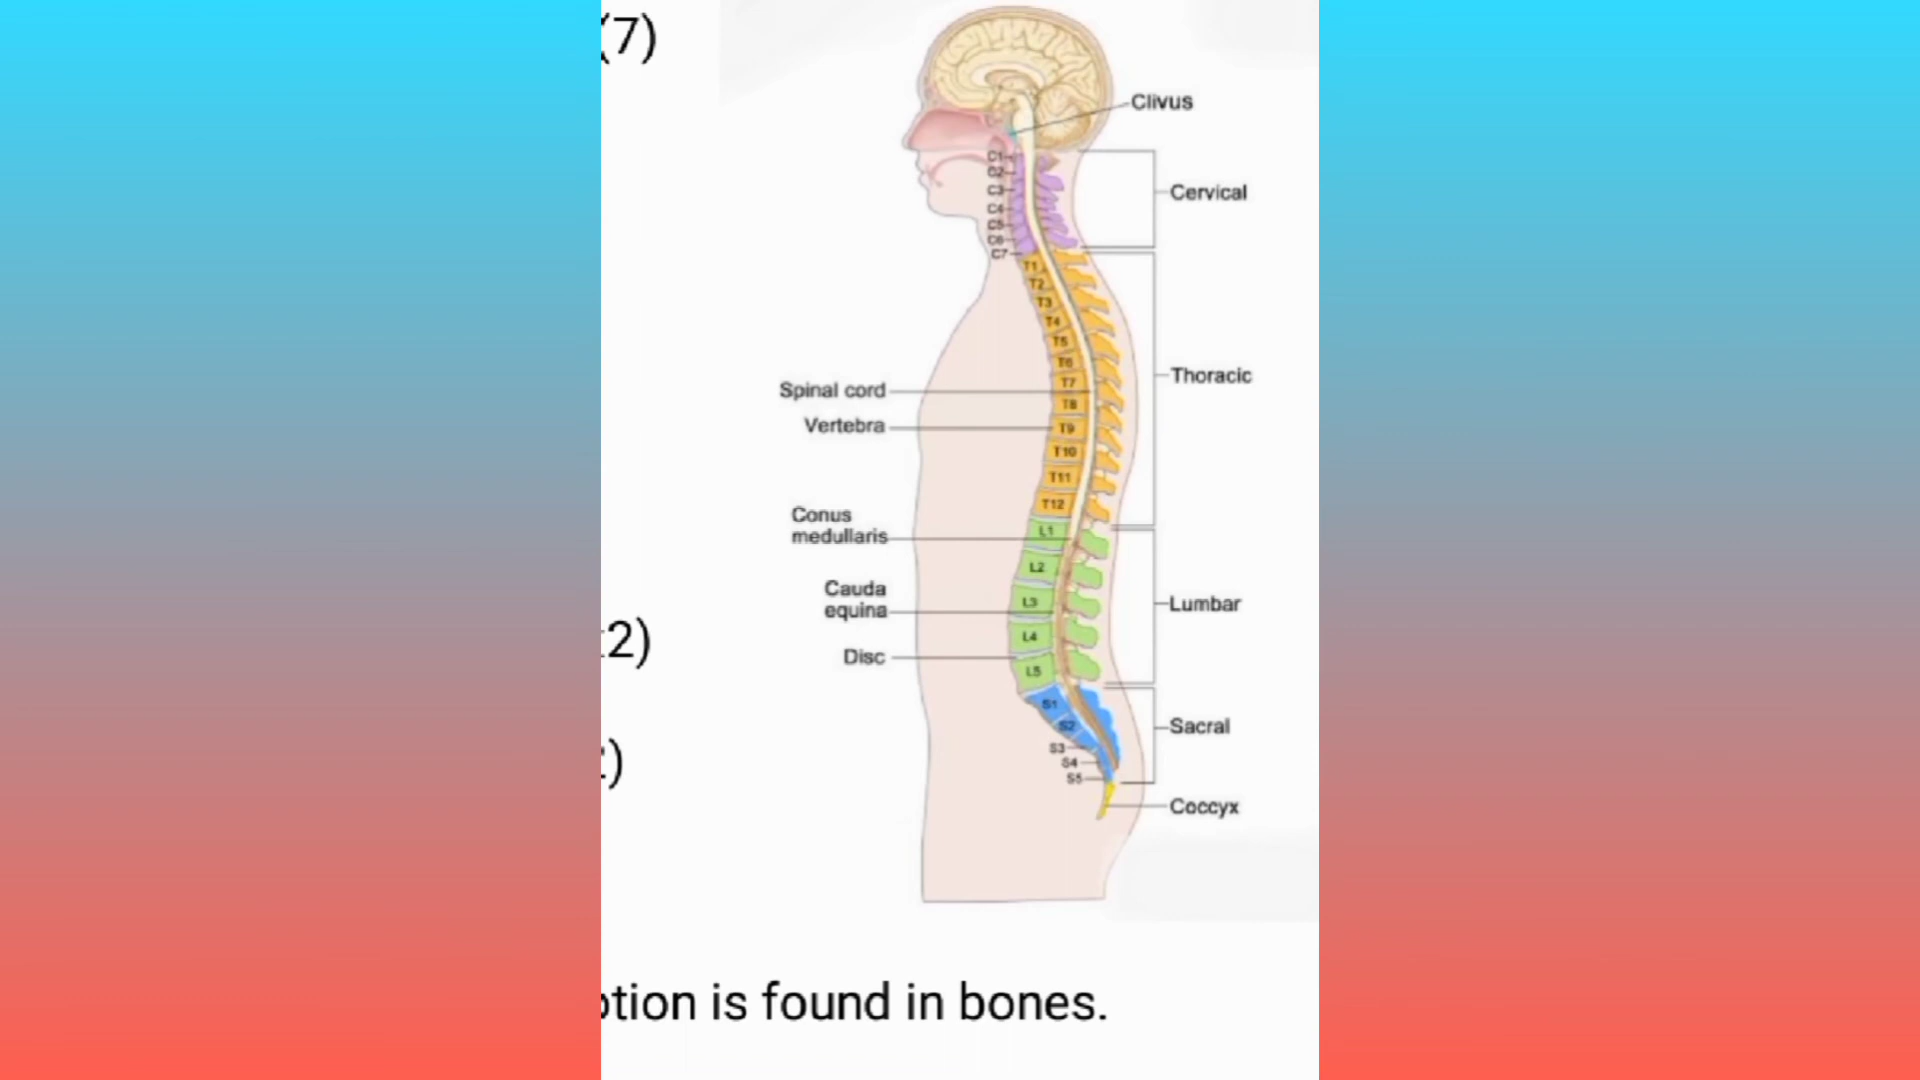 (7)
Clivus
C1
C2
C3
C4
C5
C6
C7
Cervical
T1
T2
T3
T4
T5
T6
T7
T8
T9
T10
T11
T12
Thoracic
Spinal cord
Vertebra
Conus
medullaris
L1
L2
L3
L4
L5
Cauda
equina
Lumbar
2)
Disc
S1
S2
S3
S4
S5
Sacral
)
Coccyx
tion is found in bones.